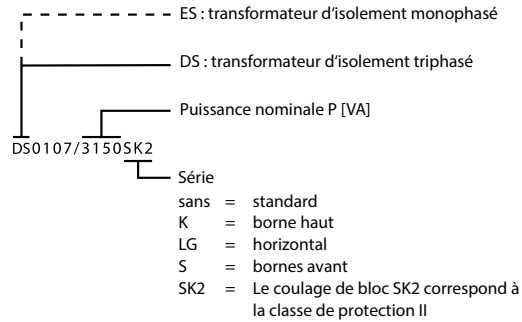 ES : transformateur d'isolement monophasé
DS : transformateur d'isolement triphasé
Puissance nominale P [VA]
DS0107/3150SK2
Série
sans = standard
K = borne haut
LG = horizontal
S = bornes avant
SK2 = Le coulage de bloc SK2 correspond à
la classe de protection II